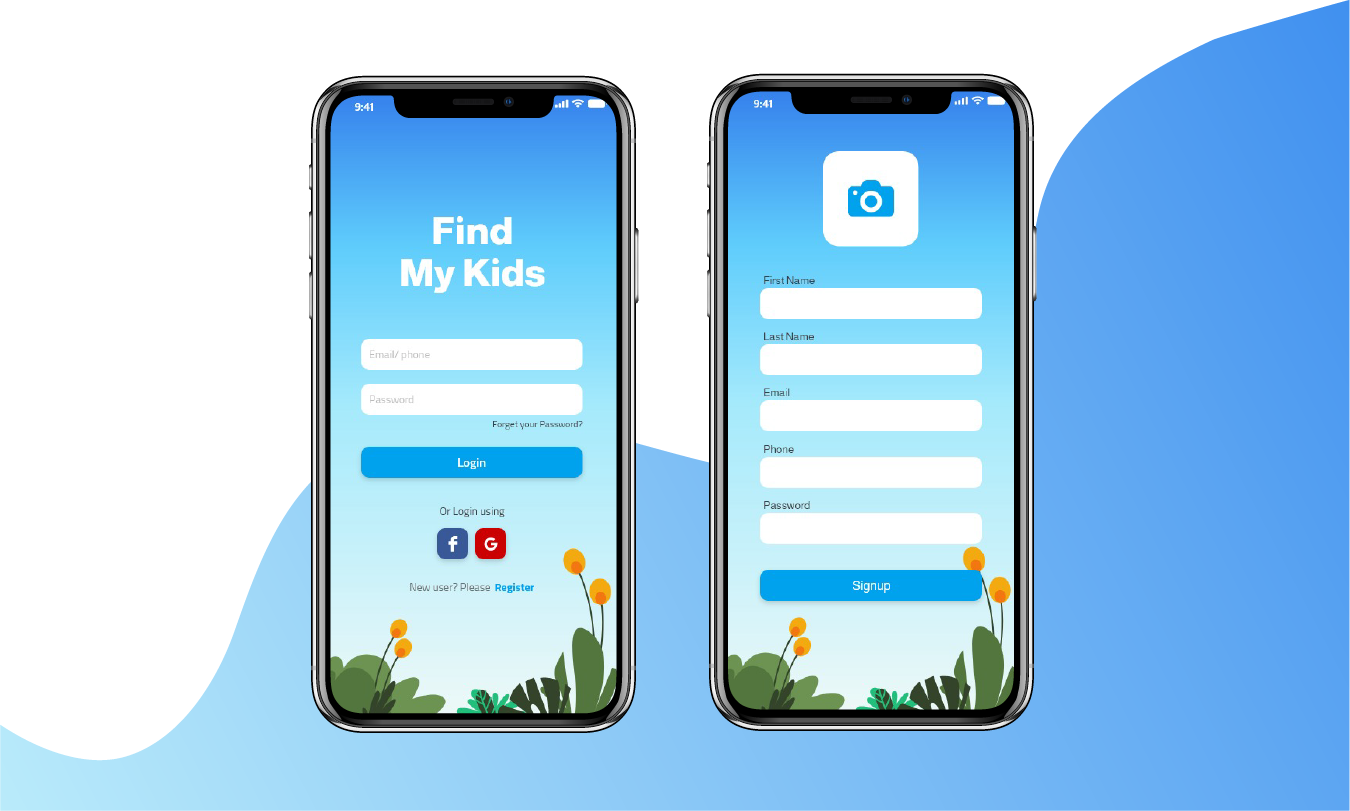 9:41
Find
My Kids
Email/ phone
Password
Forget your Password?
Login
Or Login using
f G
New user? Please Register
9:41
First Name
Last Name
Email
Phone
Password
Signup